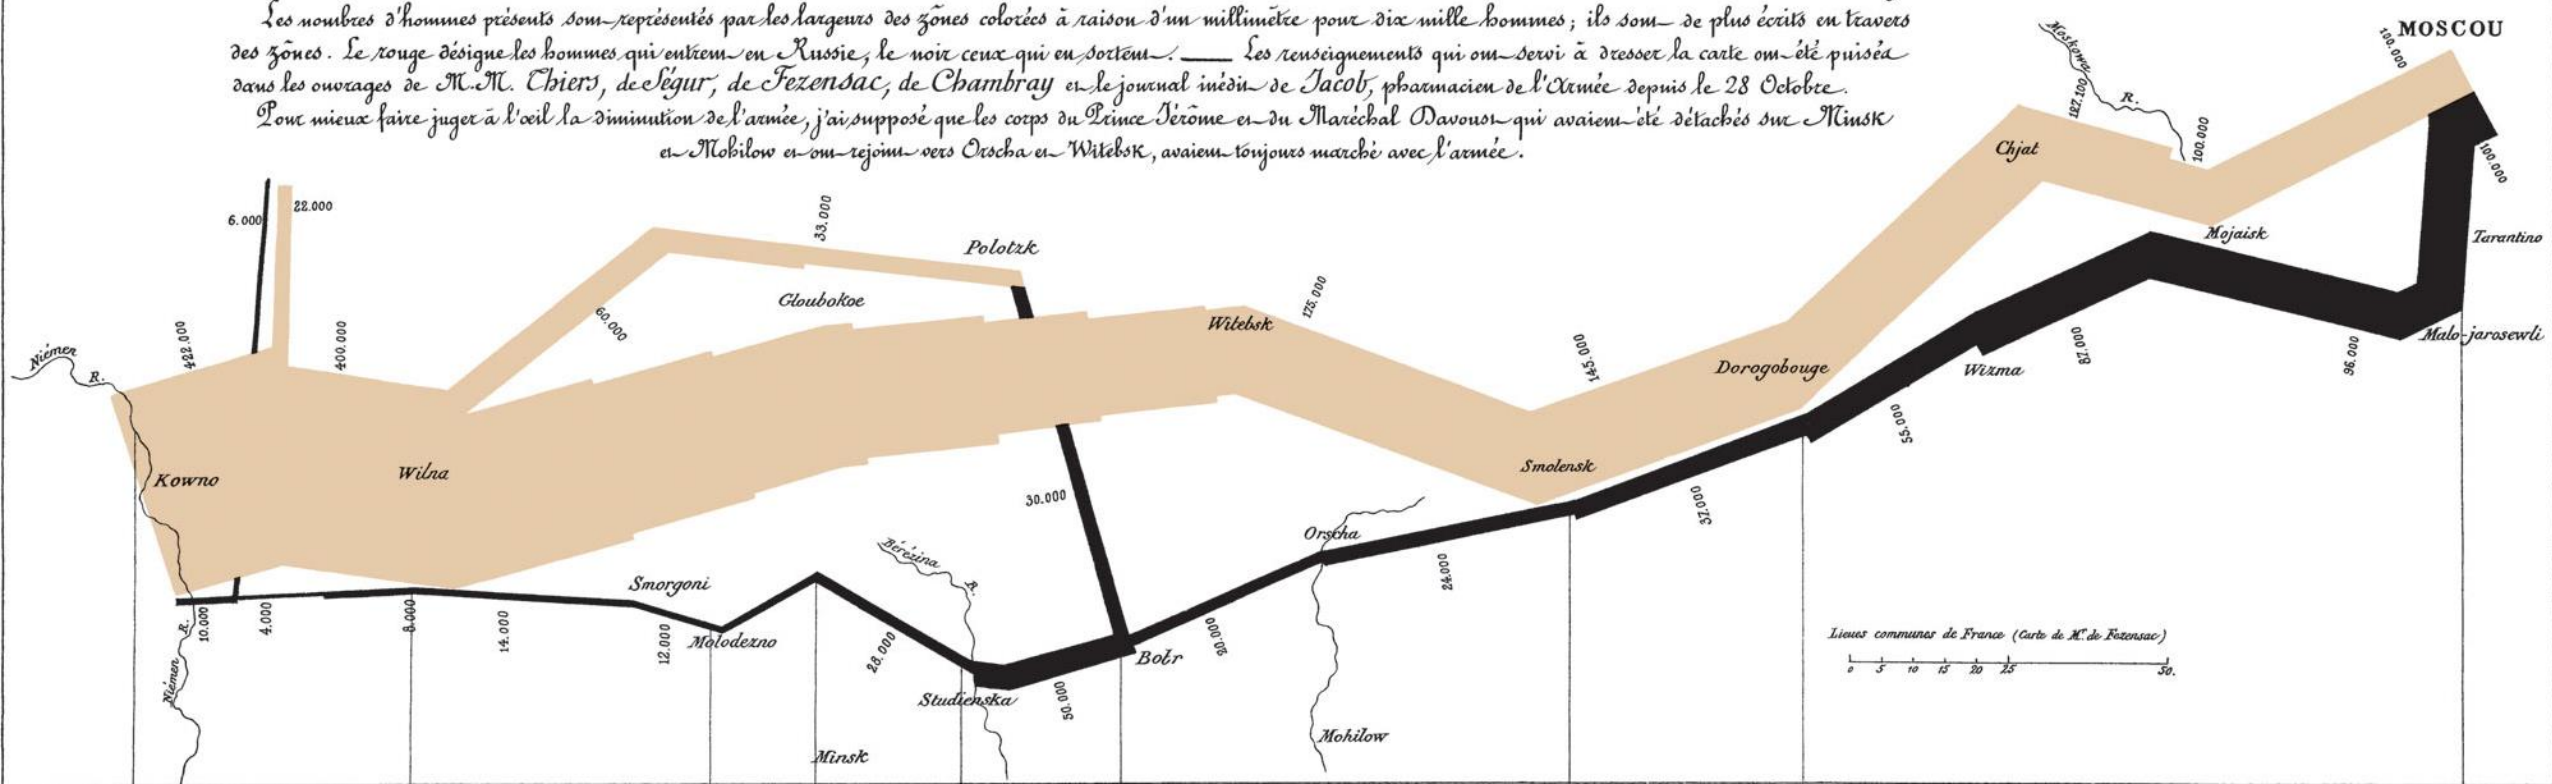 Les nombres d'hommes présents sont représentés par les largeurs des zônes colorées à raison d'un millimètre pour dix mille hommes; ils sont de plus écrits en travers
des zônes. Le rouge désigne les hommes qui entrent en Russie, le noir ceux qui en sortent. — Les renseignements qui ont servi à dresser la carte ont été puisés
dans les ouvrages de M.M. Thiers, de Ségur, de Fezensac, de Chambray et le journal inédit de Jacob, pharmacien de l'Armée depuis le 28 Octobre.
Pour mieux faire juger à l'œil la diminution de l'armée, j'ai supposé que les corps du Prince Jérôme et du Maréchal Davoust qui avaient été détachés sur Minsk
et Mohilow et ont rejoint vers Orscha et Witebsk, avaient toujours marché avec l'armée.
MOSCOU
100.000
Moskowa
R.
127.100
100.000
100.000
Chjat
Mojaisk
Tarantino
Malo-jarosewli
6.000
22.000
33.000
Polotzk
60.000
Gloubokoe
422.000
400.000
Niémen
R.
Witebsk
175.000
145.000
Dorogobouge
Wizma
87.000
96.000
55.000
Kowno
Wilna
Smolensk
37.000
30.000
Orscha
24.000
Bérézina
R.
Smorgoni
10.000
4.000
8.000
14.000
12.000
Molodezno
28.000
Studienska
50.000
Bobr
20.000
R.
Niémen
Minsk
Mohilow
Lieues communes de France (Carte de Mr. de Fezensac)
0 5 10 15 20 25 50.